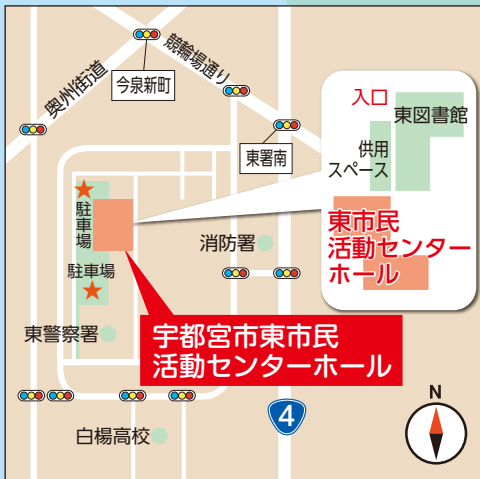 奥州街道
今泉新町
競輪場通り
東署南
入口
東図書館
供用
スペース
東市民
活動センター
ホール
駐車場
駐車場
消防署
東警察署
宇都宮市東市民
活動センターホール
白楊高校
4
N